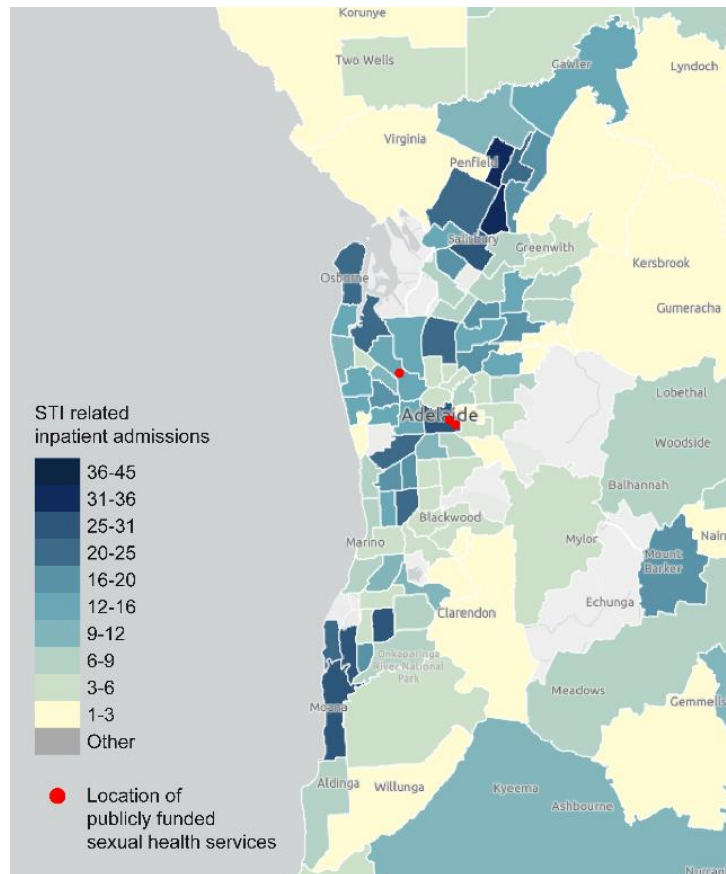 Korunye
Two Wells
Gawler
Lyndoch
Virginia
Penfield
Salisbury
Greenwith
Kersbrook
Osborne
Gumeracha
STI related
inpatient admissions
36-45
31-36
25-31
20-25
16-20
12-16
9-12
6-9
3-6
1-3
Other
Location of
publicly funded
sexual health services
Adelaide
Lobethal
Woodside
Balhannah
Blackwood
Marino
Mylor
Nairn
Mount
Barker
Echunga
Clarendon
Onkaparinga
River National
Park
Meadows
Gemmells
Moana
Aldinga
Willunga
Kyeema
Ashbourne